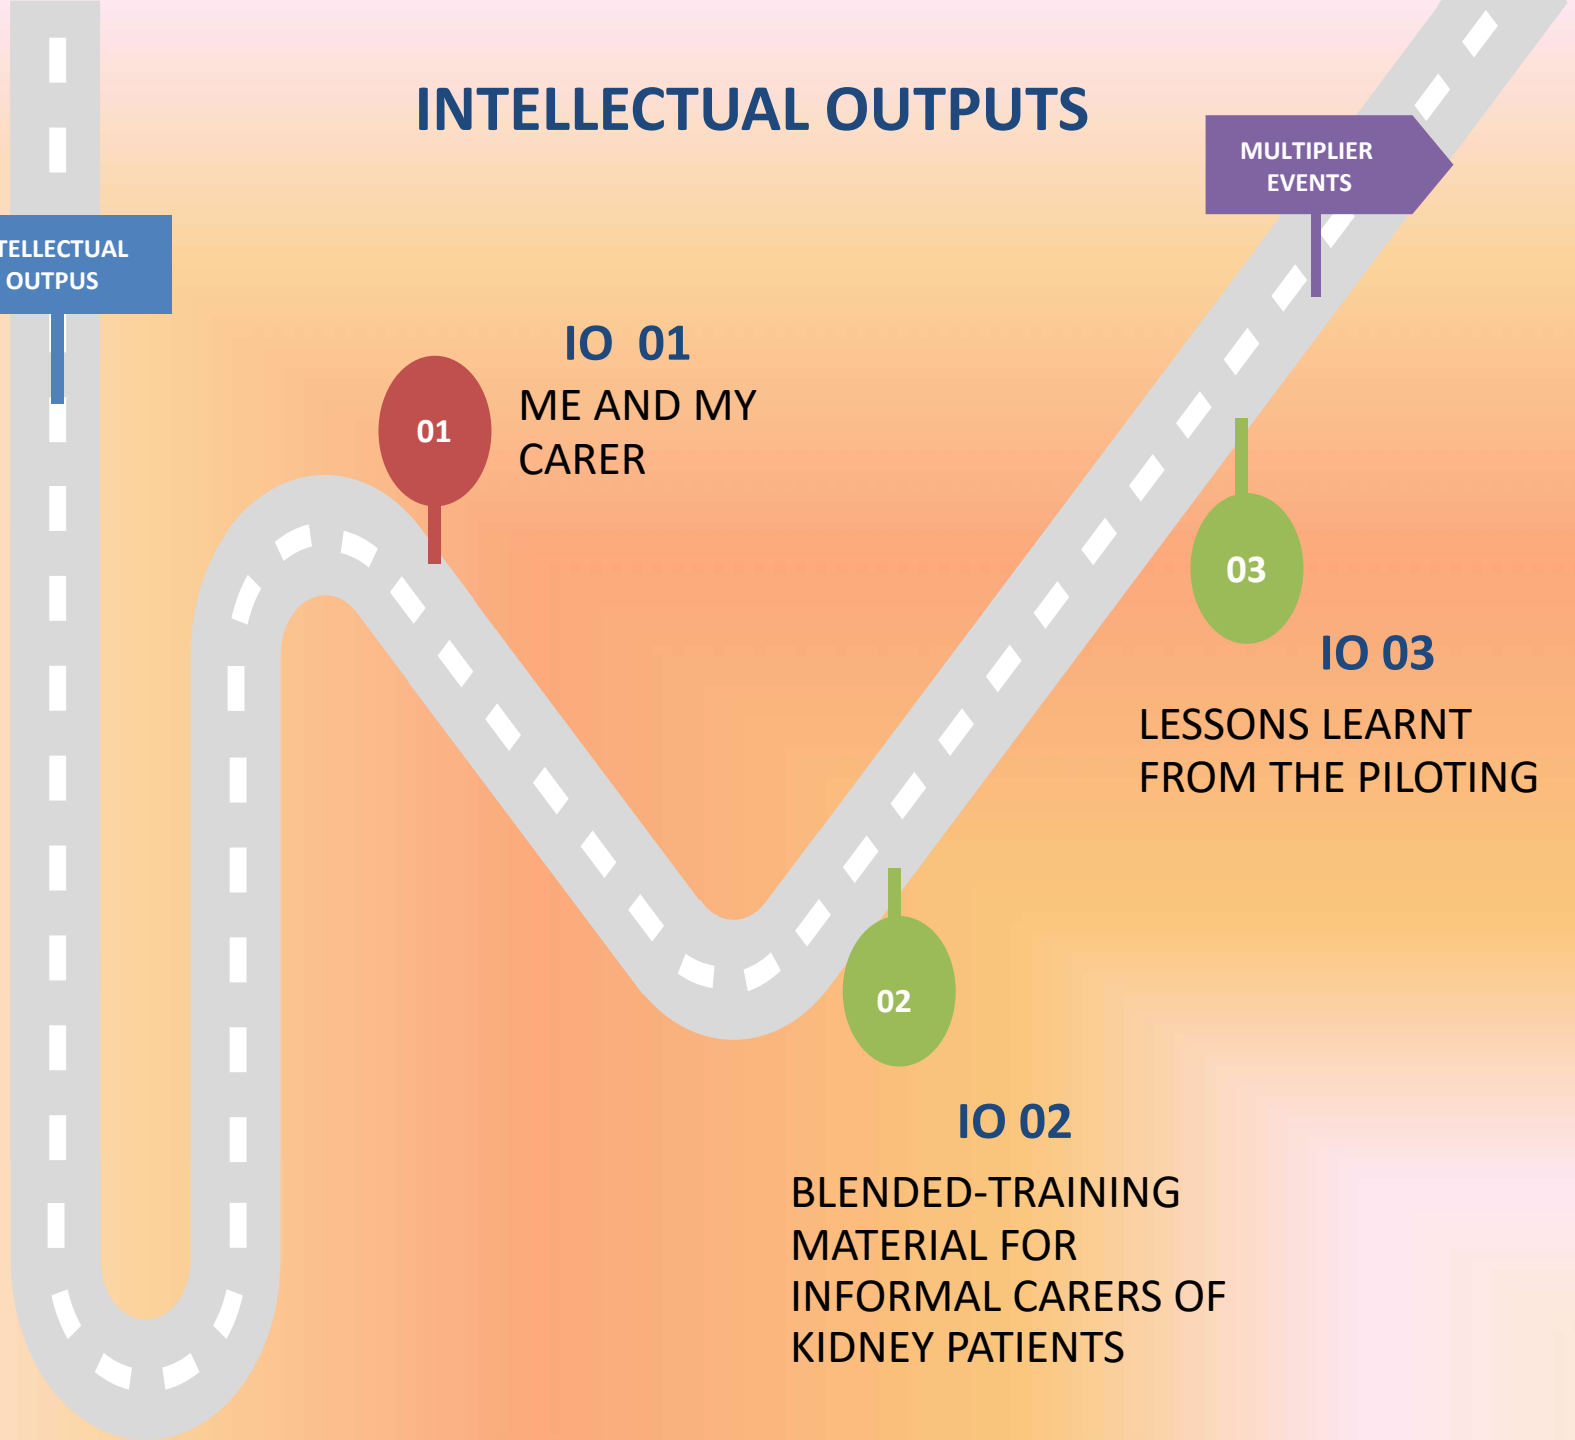 INTELLECTUAL OUTPUTS
MULTIPLIER
EVENTS
TELLECTUAL
OUTPUS
IO 01
ME AND MY
CARER
01
03
IO 03
LESSONS LEARNT
FROM THE PILOTING
02
IO 02
BLENDED-TRAINING
MATERIAL FOR
INFORMAL CARERS OF
KIDNEY PATIENTS